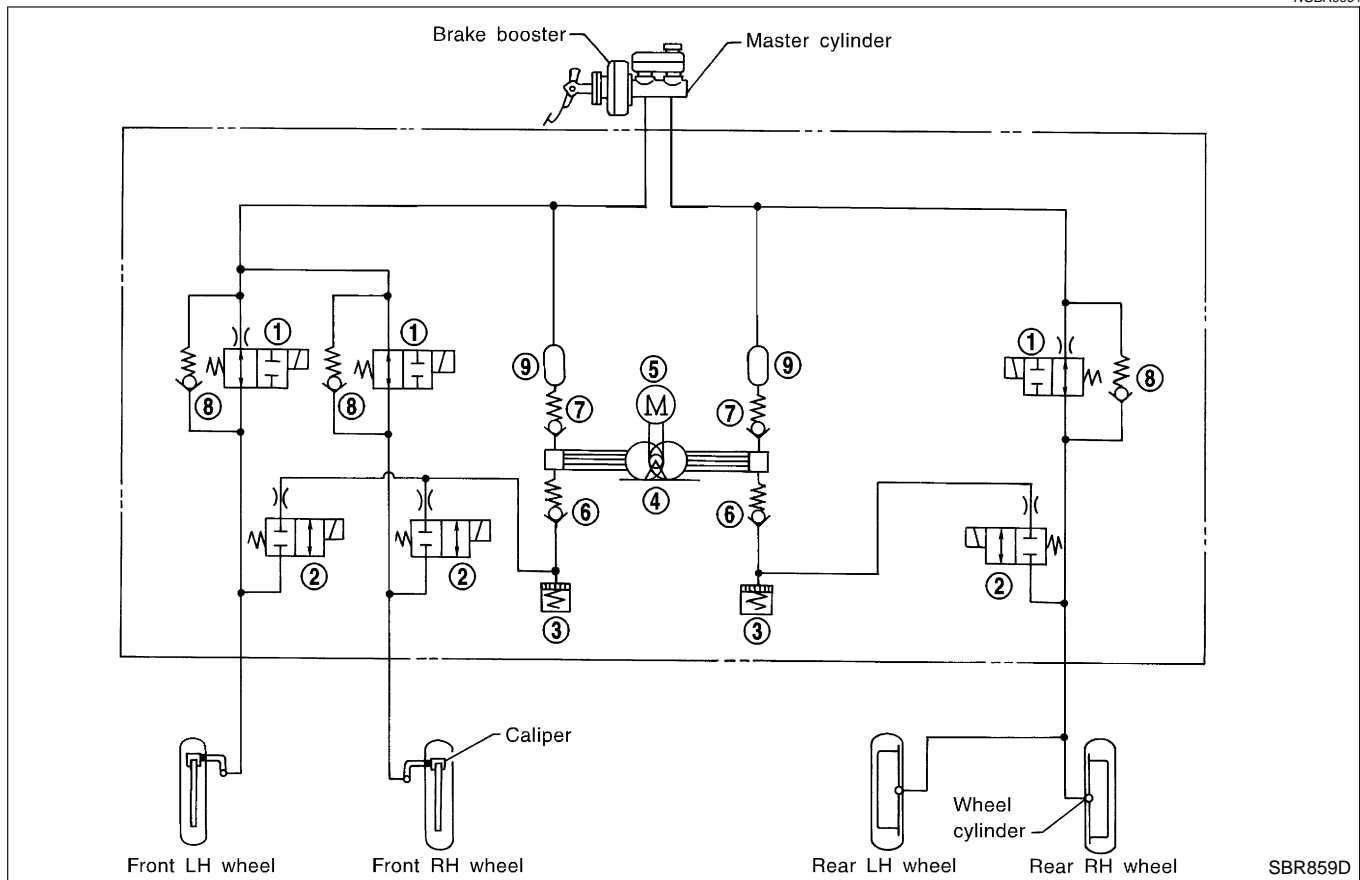 Brake booster
Master cylinder
① ① ①
⑧ ⑧ ⑧
⑨ ⑤ ⑨
M
⑦ ⑦
④
⑥ ⑥
② ② ②
③ ③
Caliper
Wheel
cylinder
Front LH wheel Front RH wheel Rear LH wheel Rear RH wheel
SBR859D